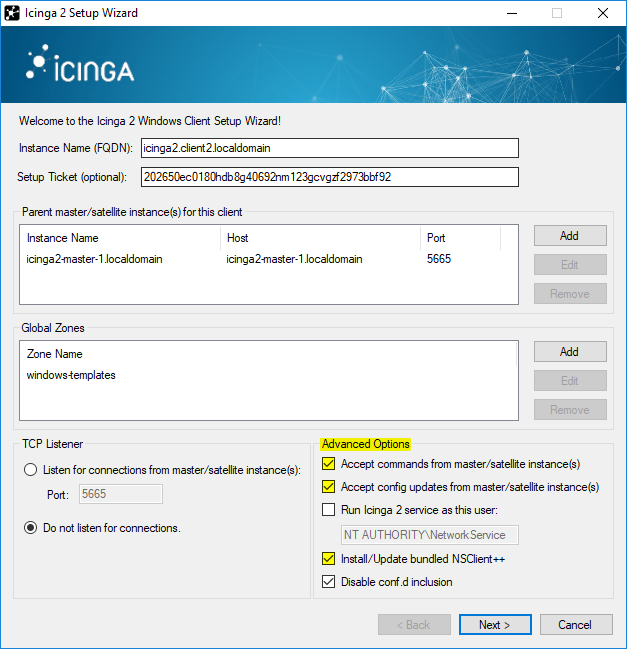 Icinga 2 Setup Wizard
icinga
Welcome to the Icinga 2 Windows Client Setup Wizard!
Instance Name (FQDN): icinga2.client2.localdomain
Setup Ticket (optional): 202650ec0180hdb8g40692nm123gcvgzf2973bbf92
Parent master/satellite instance(s) for this client
Instance Name Host Port
icinga2-master-1.localdomain icinga2-master-1.localdomain 5665
Add
Edit
Remove
Global Zones
Zone Name
windows-templates
Add
Edit
Remove
TCP Listener
Listen for connections from master/satellite instance(s):
Port: 5665
Do not listen for connections.
Advanced Options
Accept commands from master/satellite instance(s)
Accept config updates from master/satellite instance(s)
Run Icinga 2 service as this user:
NT AUTHORITY\NetworkService
Install/Update bundled NSClient++
Disable conf.d inclusion
< Back Next > Cancel